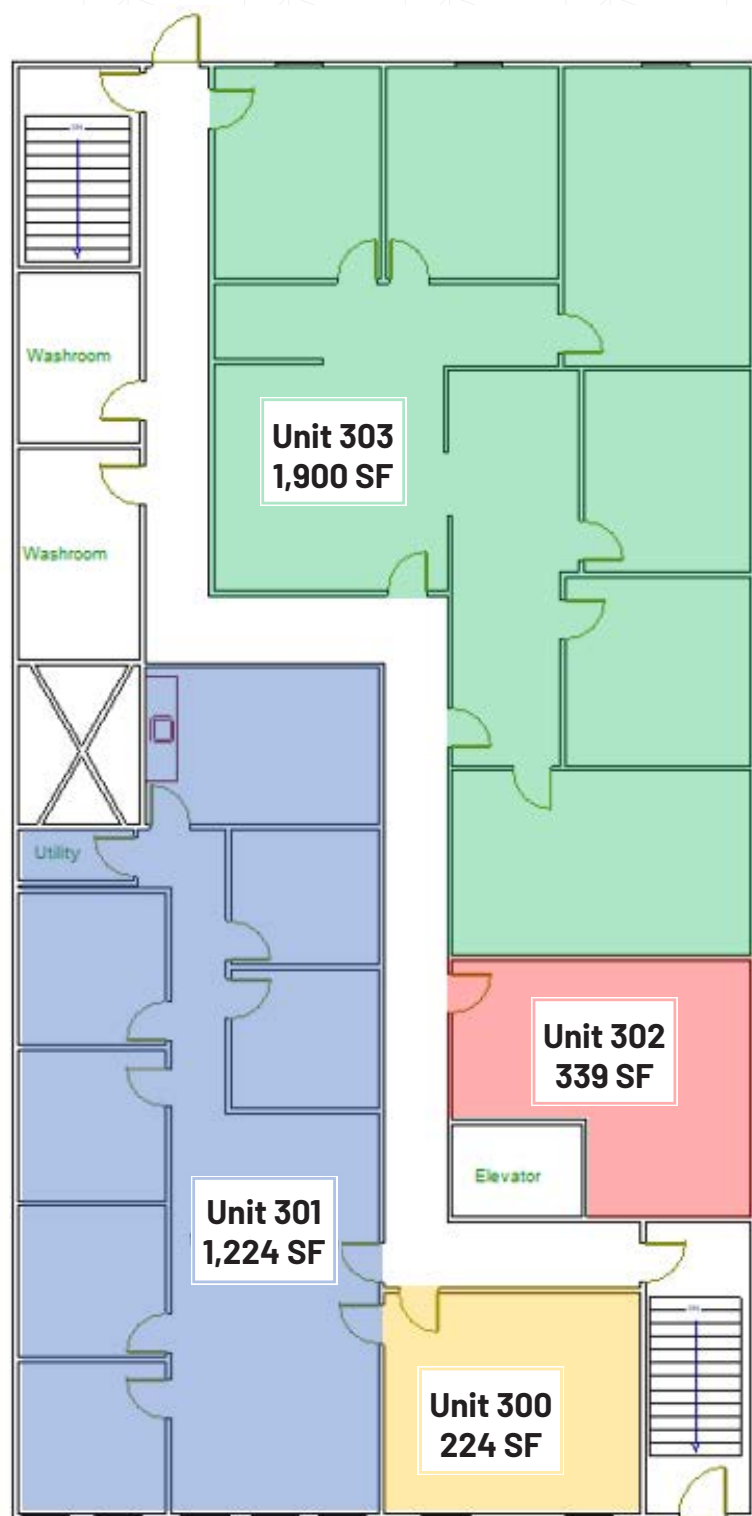 Washroom
Unit 303
1,900 SF
Washroom
Utility
Unit 302
339 SF
Elevator
Unit 301
1,224 SF
Unit 300
224 SF